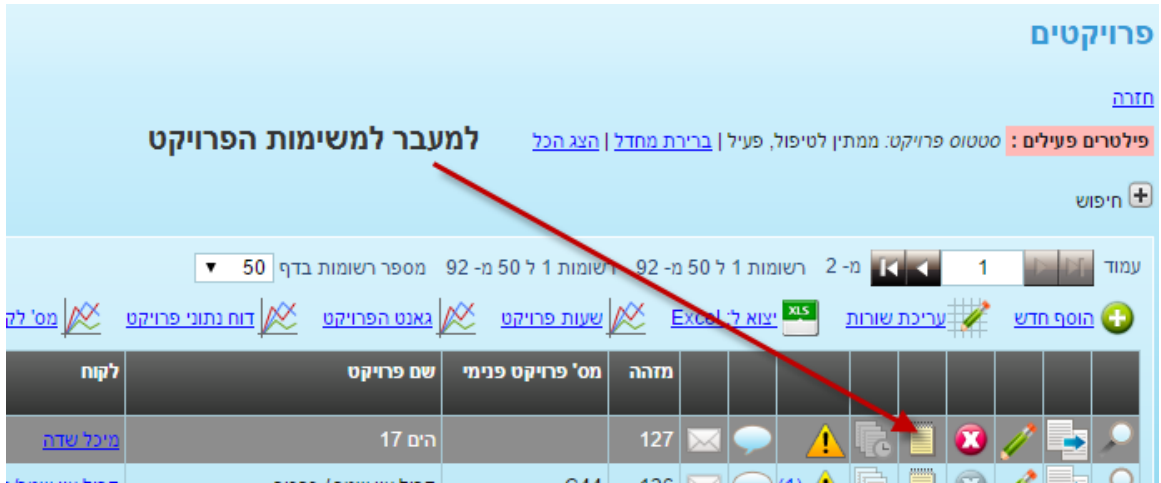 פרויקטים
חזרה
פילטרים פעילים : סטטוס פרויקט: ממתין לטיפול, פעיל | ברירת מחדל | הצג הכל
למעבר למשימות הפרויקט
חיפוש
עמוד 1 מ- 2 רשומות 1 ל 50 מ- 92 רשומות 1 ל 50 מ- 92 מספר רשומות בדף 50
הוסף חדש עריכת שורות יצוא ל: Excel שעות פרויקט גאנט הפרויקט דוח נתוני פרויקט מס' לק
מזהה מס' פרויקט פנימי שם פרויקט לקוח
127 הים 17 מיכל שדה